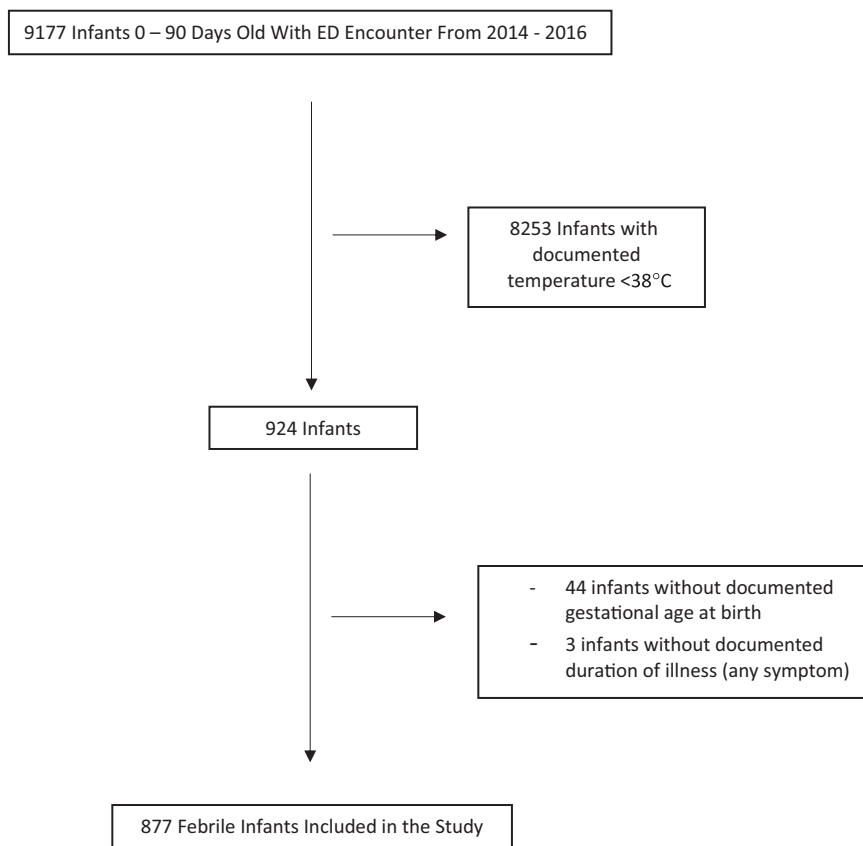 9177 Infants 0 – 90 Days Old With ED Encounter From 2014 - 2016
8253 Infants with
documented
temperature <38°C
924 Infants
- 44 infants without documented
gestational age at birth
- 3 infants without documented
duration of illness (any symptom)
877 Febrile Infants Included in the Study